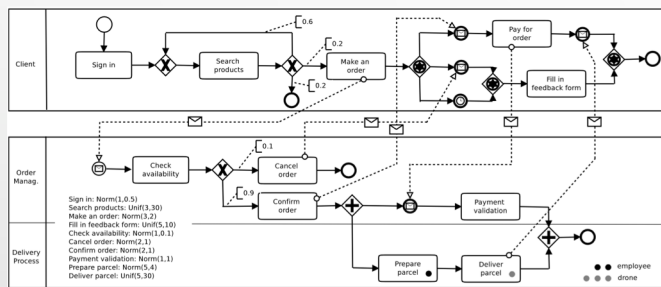 0.6
Pay for
order
Client
Sign in
Search
products
0.2
Make an
order
0.2
Fill in
feedback form
0.1
Order
Manag.
Check
availability
Cancel
order
0.9
Confirm
order
Payment
validation
Sign in: Norm(1,0.5)
Search products: Unif(3,30)
Make an order: Norm(3,2)
Fill in feedback form: Unif(5,10)
Check availability: Norm(1,0.1)
Cancel order: Norm(2,1)
Confirm order: Norm(2,1)
Payment validation: Norm(1,1)
Prepare parcel: Norm(5,4)
Deliver parcel: Unif(5,30)
Delivery
Process
Prepare
parcel
Deliver
parcel
employee
drone